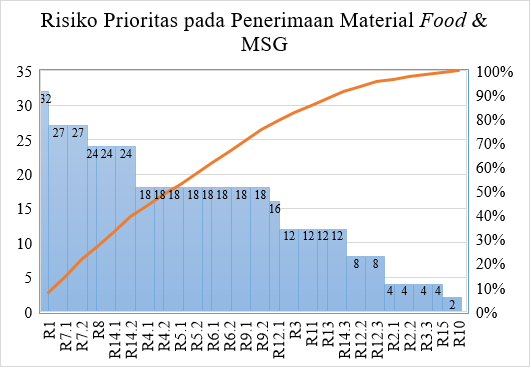 Risiko Prioritas pada Penerimaan Material Food &
MSG
35
30
25
20
15
10
5
0
100%
90%
80%
70%
60%
50%
40%
30%
20%
10%
0%
32
27 27
24 24 24
18 18 18 18 18 18 18 18
16
12 12 12 12
8 8
4 4 4 4
2
R1
R7.1
R7.2
R8
R14.1
R14.2
R4.1
R4.2
R5.1
R5.2
R6.1
R6.2
R9.1
R9.2
R12.1
R3
R11
R13
R14.3
R12.2
R12.3
R2.1
R2.2
R3.3
R15
R10